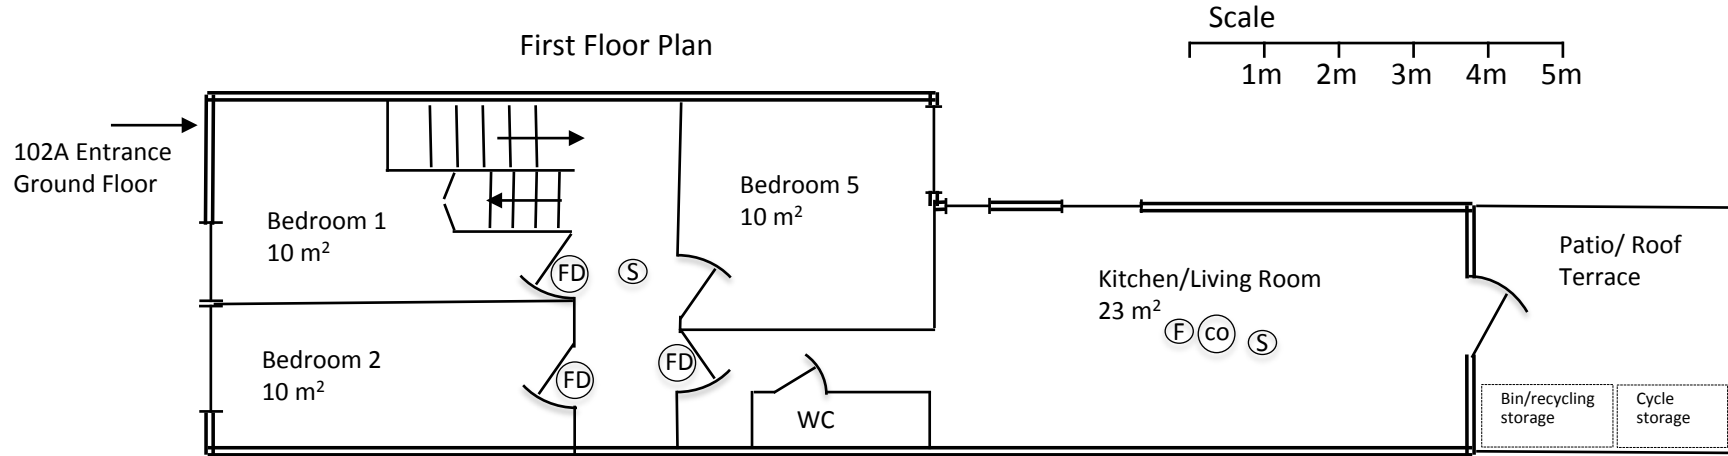 Scale
First Floor Plan
1m 2m 3m 4m 5m
102A Entrance
Ground Floor
Bedroom 1
10 m²
FD
S
Bedroom 5
10 m²
Kitchen/Living Room
23 m²
F co S
Patio/ Roof
Terrace
Bedroom 2
10 m²
FD
FD
WC
Bin/recycling
storage
Cycle
storage